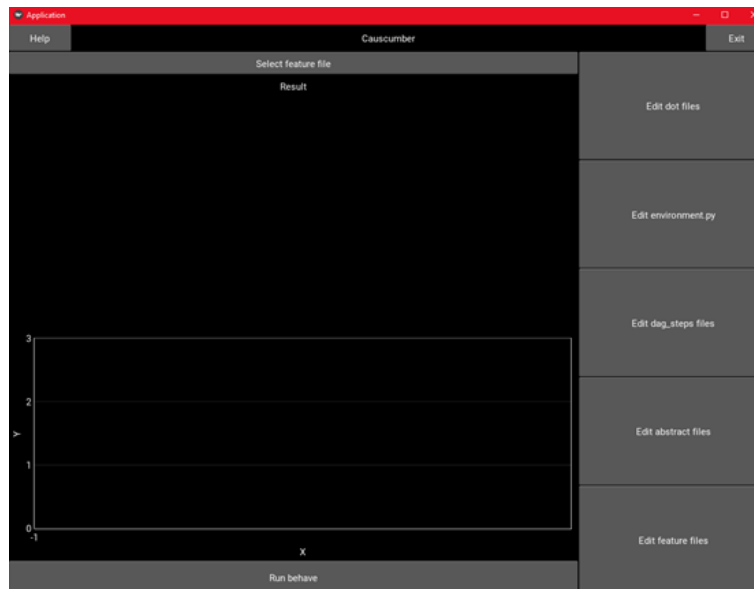 Application
Help
Causcumber
Exit
Select feature file
Result
Edit dot files
Edit environment.py
Edit dag_steps files
Edit abstract files
Edit feature files
3
2
1
0
-1
Y
X
Run behave